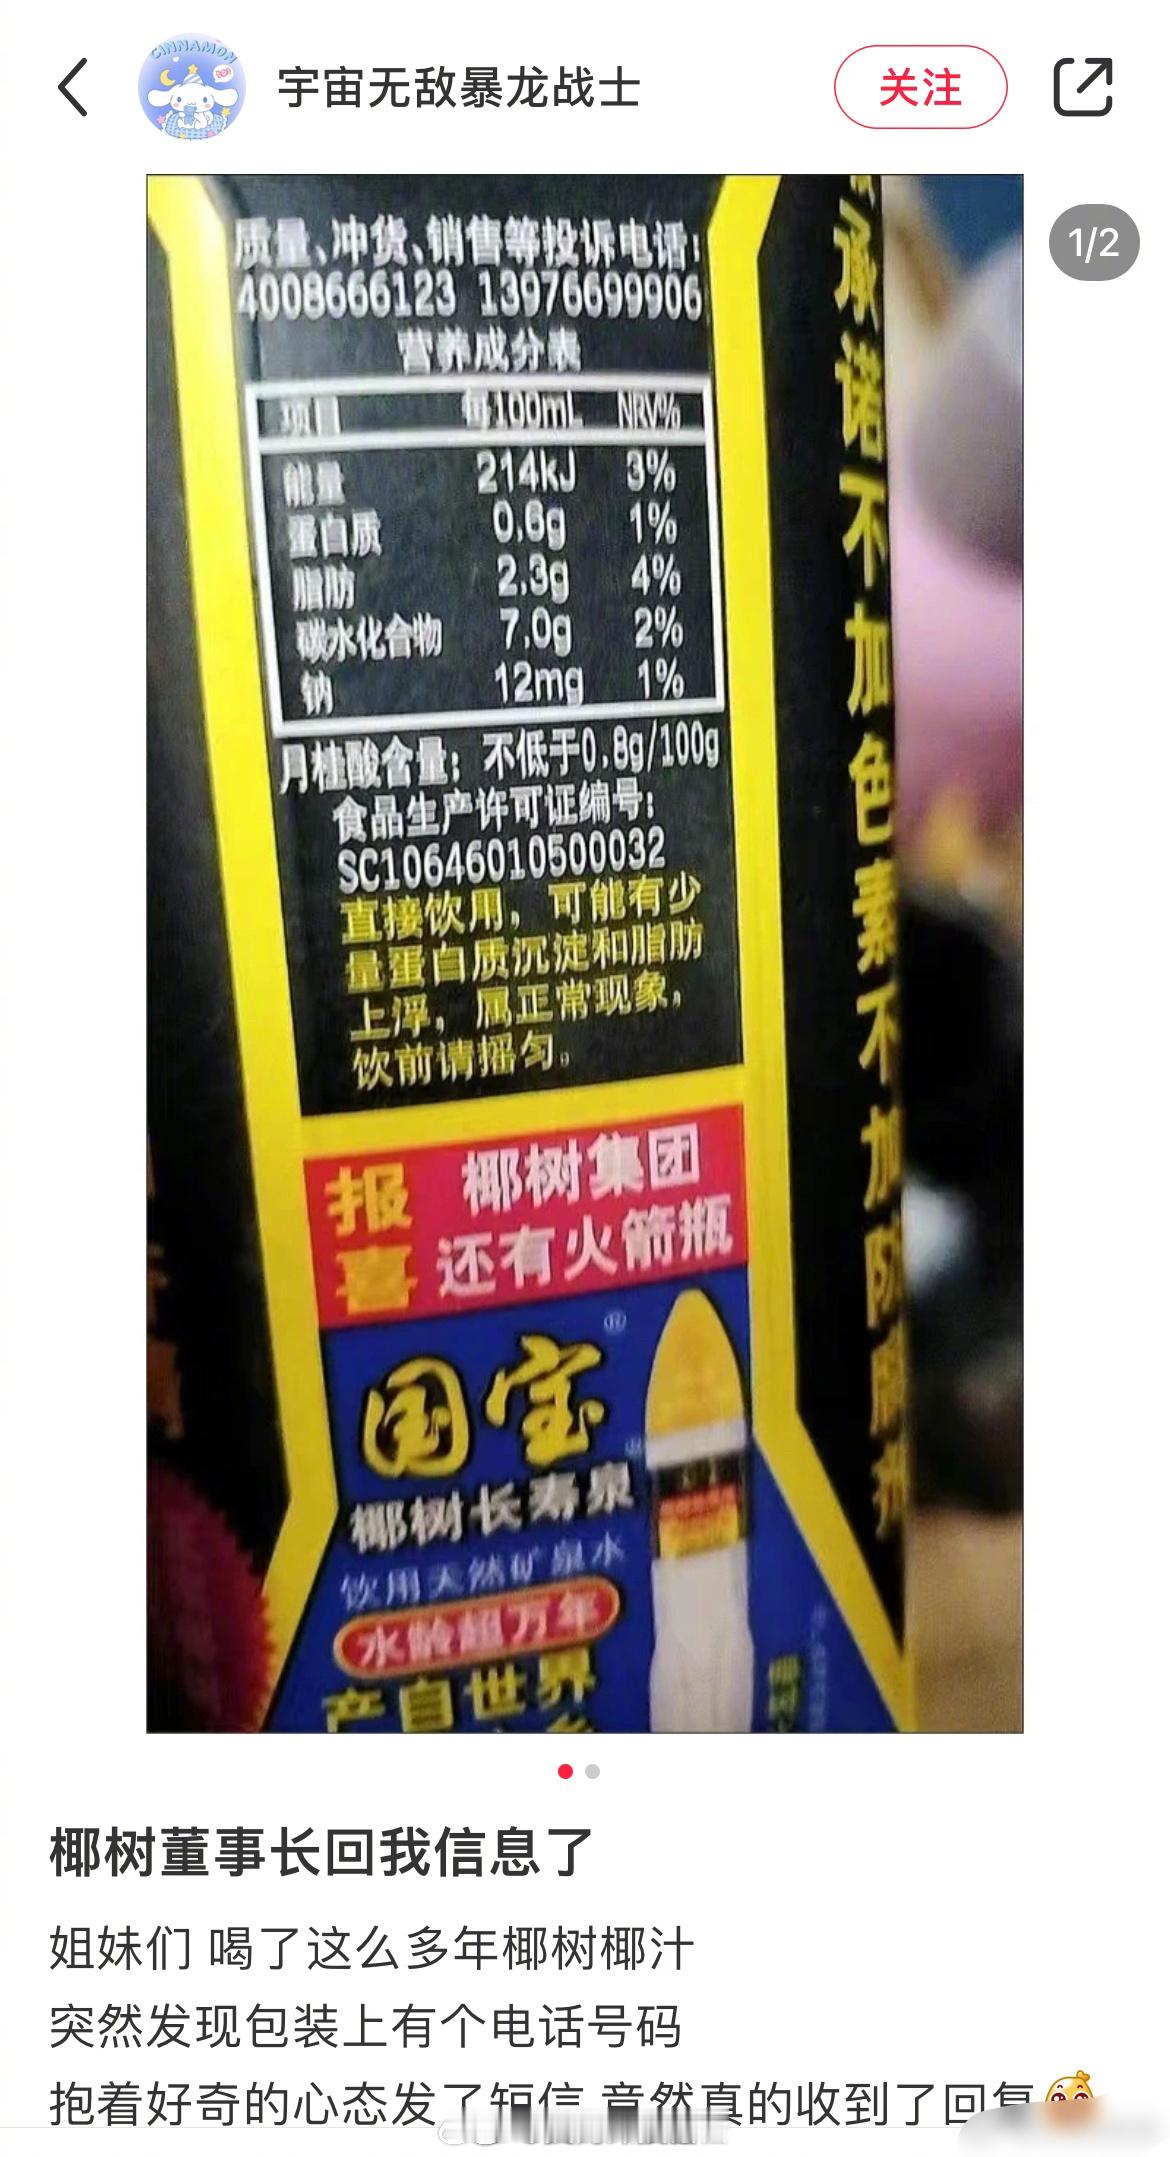 CINNAMON
宇宙无敌暴龙战士
关注
1/2
质量、冲货、销售等投诉电话:
4008666123 13976699906
营养成分表
项目 每100mL NRV%
能量 214kJ 3%
蛋白质 0.6g 1%
脂肪 2.3g 4%
碳水化合物 7.0g 2%
钠 12mg 1%
月桂酸含量: 不低于0.8g/100g
食品生产许可证编号:
SC10646010500032
直接饮用, 可能有少
量蛋白质沉淀和脂肪
上浮, 属正常现象,
饮前请摇匀。
承诺不加色素不加防腐剂
报喜
椰树集团
还有火箭瓶
国宝®
椰树长寿泉
饮用天然矿泉水
水龄超万年
产自世界
椰树董事长回我信息了
姐妹们 喝了这么多年椰树椰汁
突然发现包装上有个电话号码
抱着好奇的心态发了短信 竟然真的收到了回复